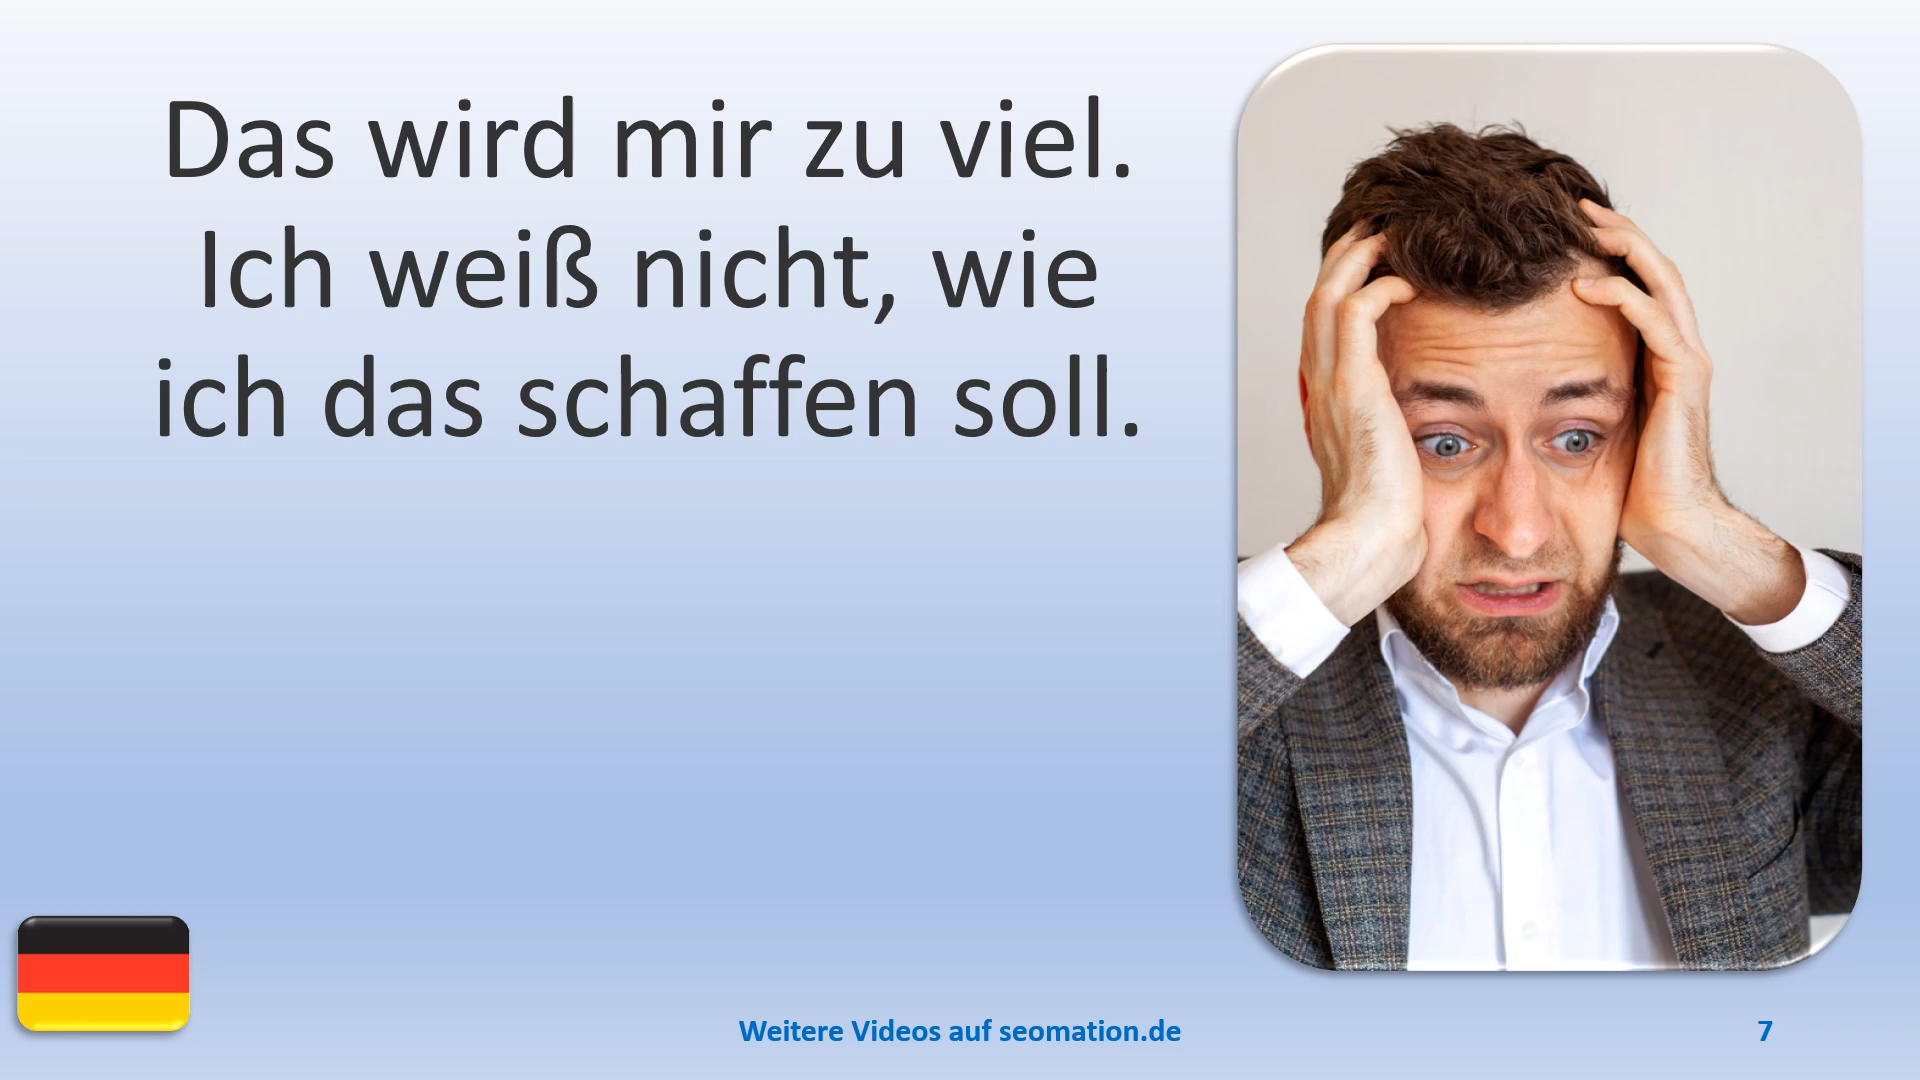 Das wird mir zu viel.
Ich weiß nicht, wie
ich das schaffen soll.
Weitere Videos auf seomation.de
7